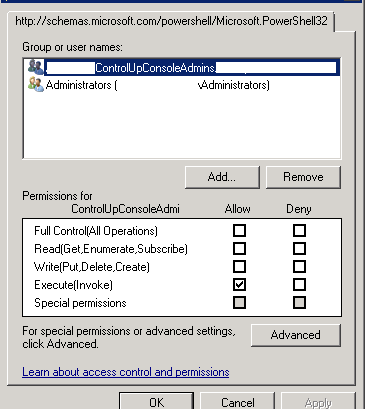 http://schemas.microsoft.com/powershell/Microsoft.PowerShell32
Group or user names:
ControlUpConsoleAdmins
Administrators ( \Administrators)
Add...
Remove
Permissions for
ControlUpConsoleAdmi
Allow
Deny
Full Control(All Operations)
Read(Get,Enumerate,Subscribe)
Write(Put,Delete,Create)
Execute(Invoke)
Special permissions
For special permissions or advanced settings,
click Advanced.
Advanced
Learn about access control and permissions
OK
Cancel
Apply